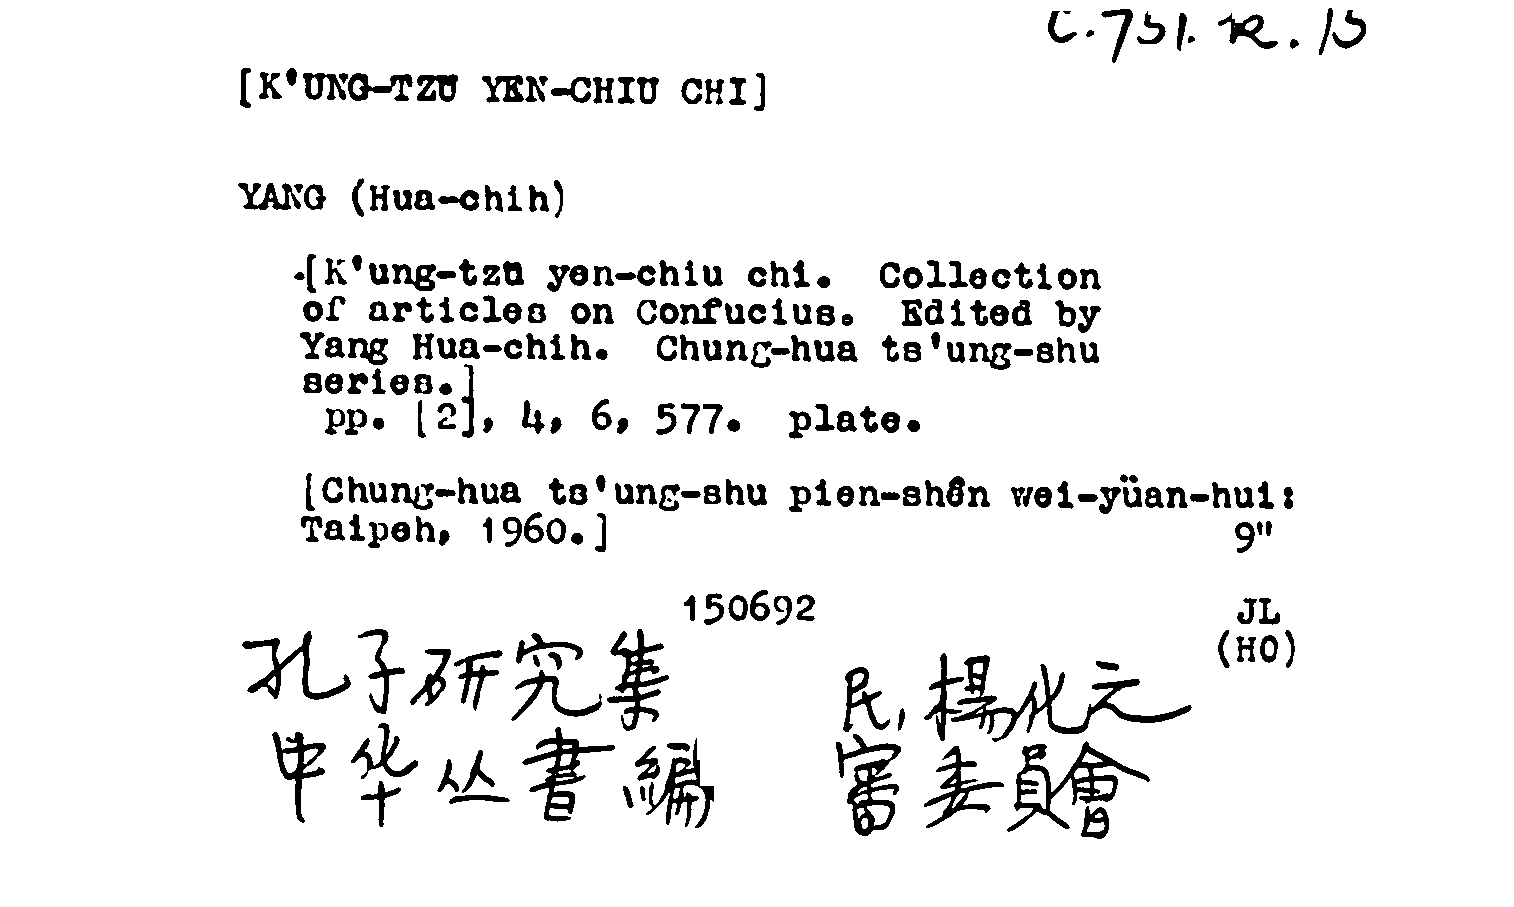 C.751.k.15
[K'UNG-TZU YEN-CHIU CHI]
YANG (Hua-chih)
[K'ung-tzu yen-chiu chi. Collection
of articles on Confucius. Edited by
Yang Hua-chih. Chung-hua ts'ung-shu
series.]
pp. [2], 4, 6, 577. plate.
[Chung-hua ts'ung-shu pien-shên wei-yüan-hui:
Taipeh, 1960.] 9"
150692 JL
(HO)
孔子研究集 民, 楊化元
中华丛書編 審委員會